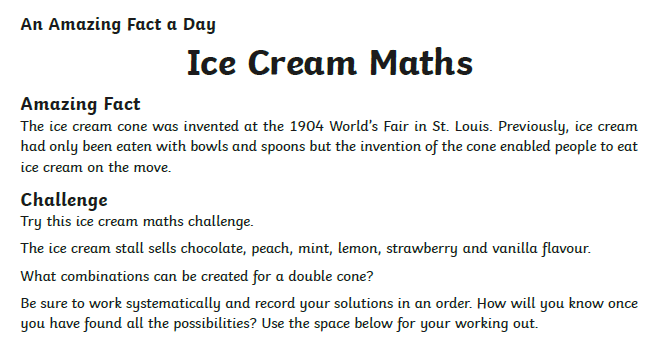 An Amazing Fact a Day
Ice Cream Maths
Amazing Fact
The ice cream cone was invented at the 1904 World's Fair in St. Louis. Previously, ice cream
had only been eaten with bowls and spoons but the invention of the cone enabled people to eat
ice cream on the move.
Challenge
Try this ice cream maths challenge.
The ice cream stall sells chocolate, peach, mint, lemon, strawberry and vanilla flavour.
What combinations can be created for a double cone?
Be sure to work systematically and record your solutions in an order. How will you know once
you have found all the possibilities? Use the space below for your working out.